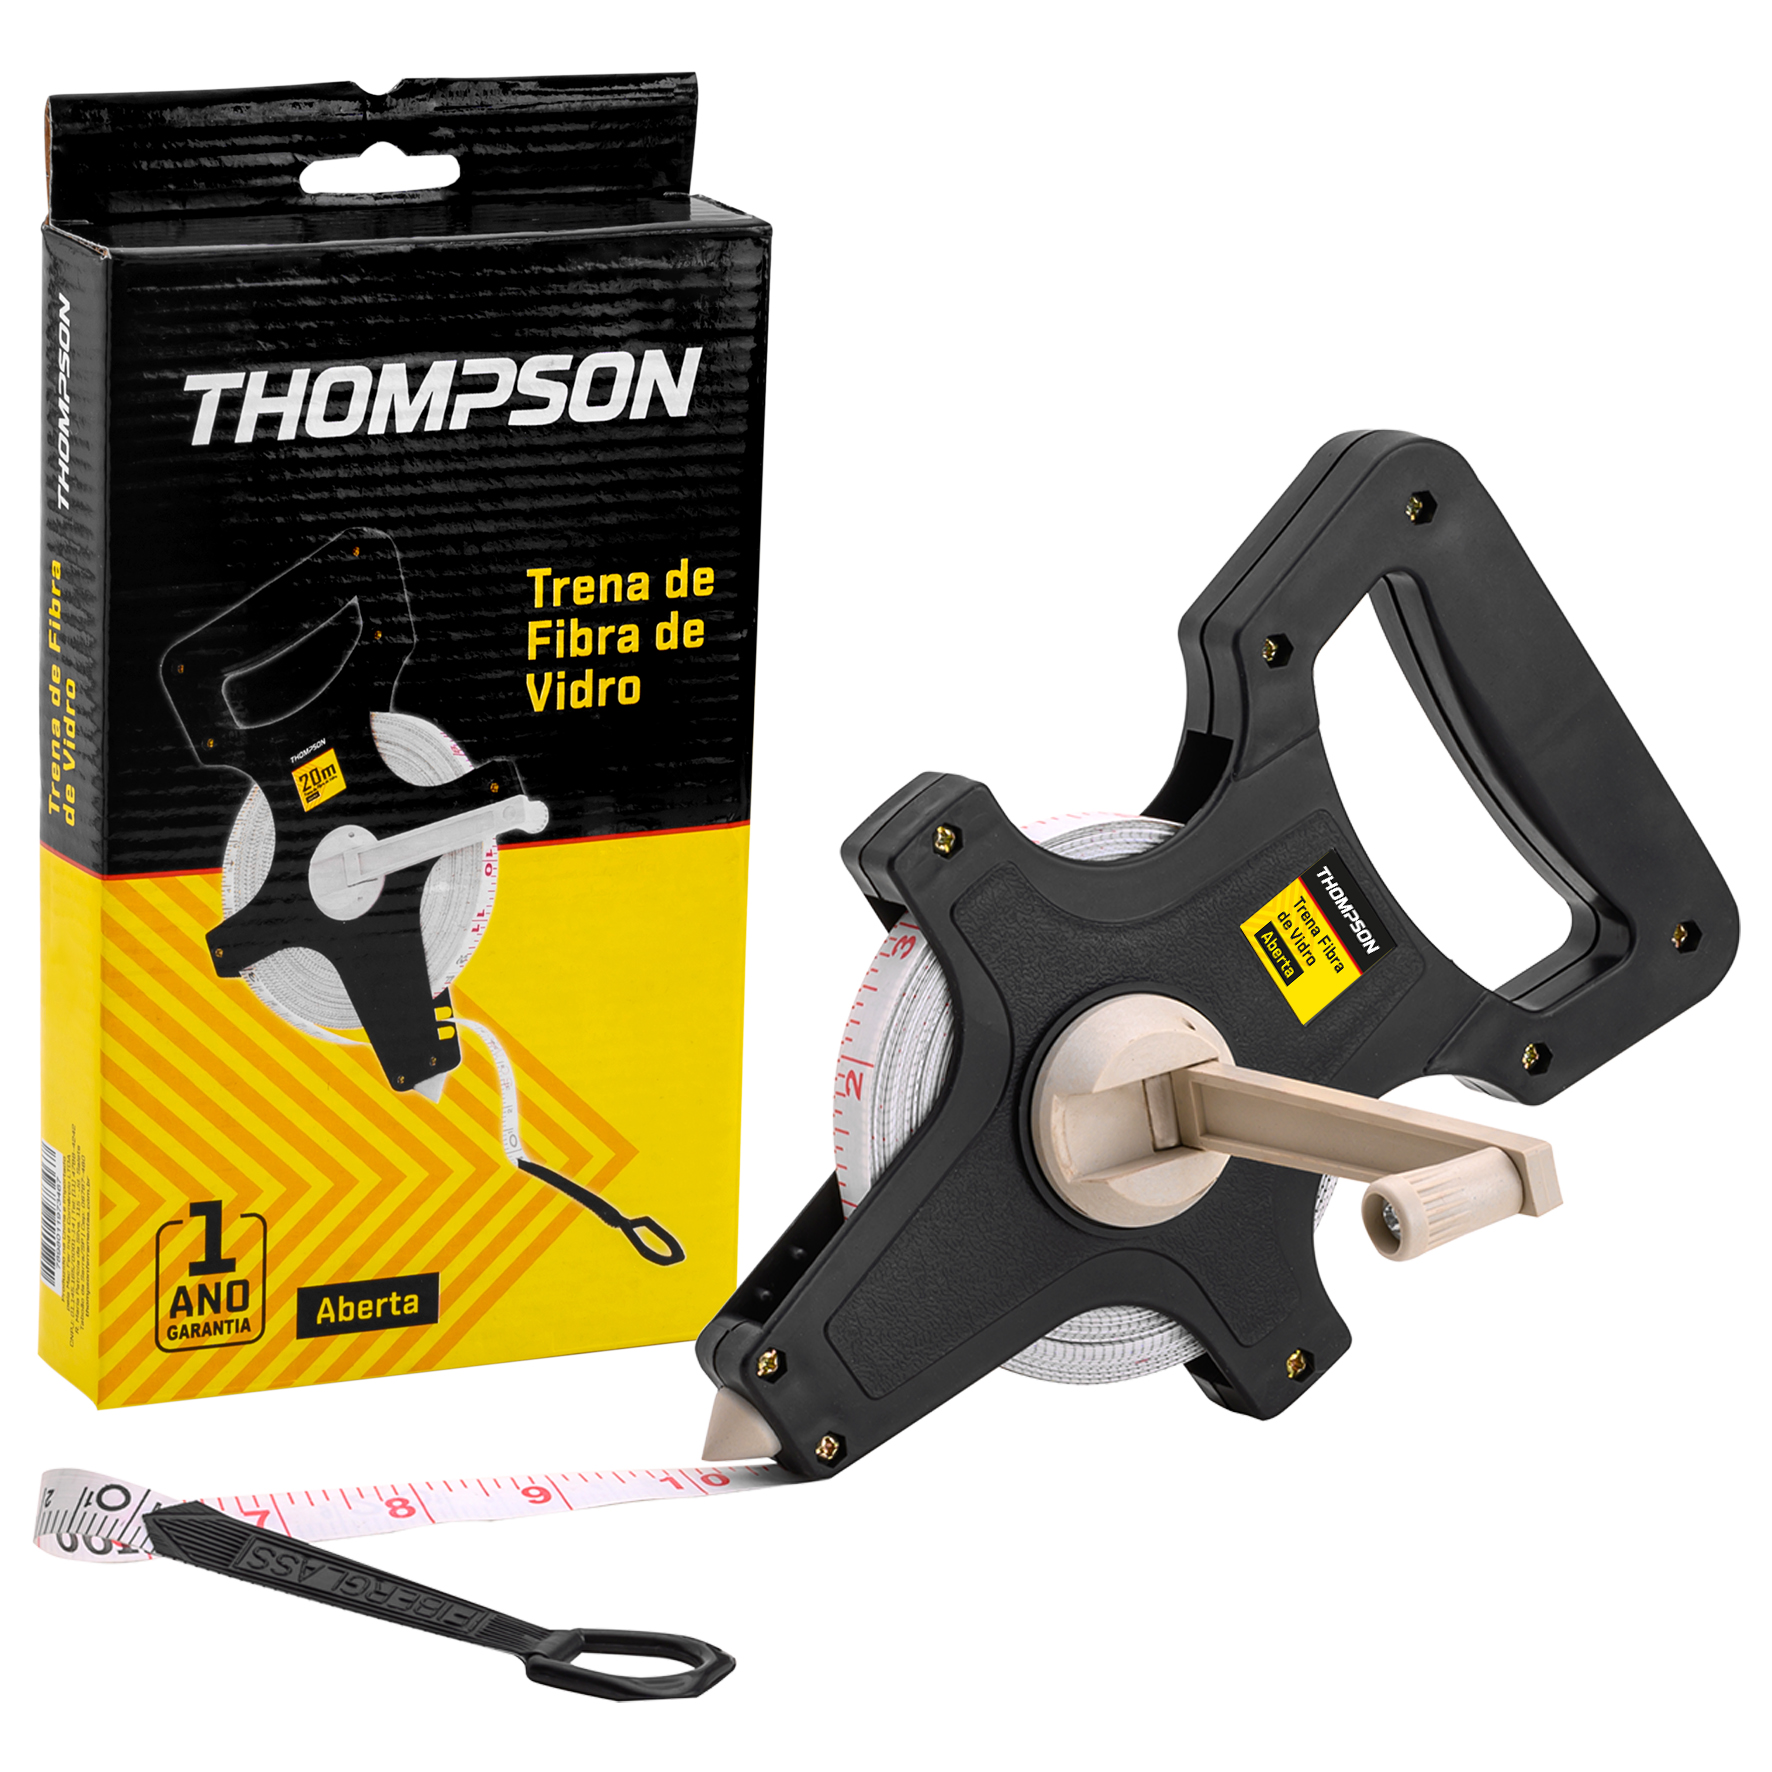 THOMPSON
Trena de
Fibra de
Vidro
THOMPSON
20m
1
ANO
GARANTIA
Aberta
THOMPSON
Trena de Fibra
de Vidro
THOMPSON
Trena Fibra
de Vidro
Aberta
3
2
7
8
9
10
FIBERGLASS